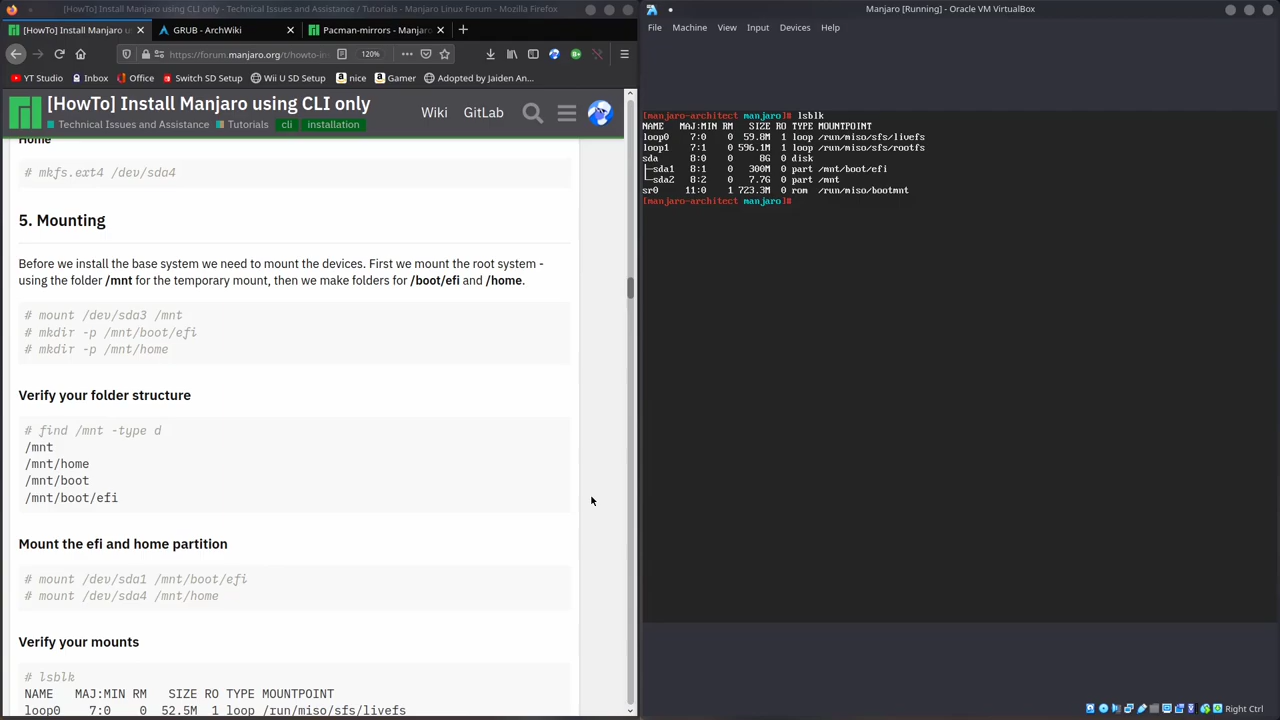 [HowTo] Install Manjaro using CLI only - Technical Issues and Assistance / Tutorials - Manjaro Linux Forum - Mozilla Firefox
[HowTo] Install Manjaro u
GRUB - ArchWiki
Pacman-mirrors - Manjaro
https://forum.manjaro.org/t/howto-ins
120%
YT Studio
Inbox
Office
Switch SD Setup
Wii U SD Setup
nice
Gamer
Adopted by Jaiden An...
[HowTo] Install Manjaro using CLI only
Technical Issues and Assistance
Tutorials
cli
installation
Wiki
GitLab
Home
# mkfs.ext4 /dev/sda4
5. Mounting
Before we install the base system we need to mount the devices. First we mount the root system -
using the folder /mnt for the temporary mount, then we make folders for /boot/efi and /home.
# mount /dev/sda3 /mnt
# mkdir -p /mnt/boot/efi
# mkdir -p /mnt/home
Verify your folder structure
# find /mnt -type d
/mnt
/mnt/home
/mnt/boot
/mnt/boot/efi
Mount the efi and home partition
# mount /dev/sda1 /mnt/boot/efi
# mount /dev/sda4 /mnt/home
Verify your mounts
# lsblk
NAME   MAJ:MIN RM   SIZE RO TYPE MOUNTPOINT
loop0    7:0    0  52.5M  1 loop /run/miso/sfs/livefs
Manjaro [Running] - Oracle VM VirtualBox
File Machine View Input Devices Help
[manjaro-architect manjaro]# lsblk
NAME   MAJ:MIN RM   SIZE RO TYPE MOUNTPOINT
loop0    7:0    0  59.8M  1 loop /run/miso/sfs/livefs
loop1    7:1    0 596.1M  1 loop /run/miso/sfs/rootfs
sda      8:0    0     8G  0 disk
├─sda1   8:1    0   300M  0 part /mnt/boot/efi
└─sda2   8:2    0   7.7G  0 part /mnt
sr0     11:0    1 723.3M  0 rom  /run/miso/bootmnt
[manjaro-architect manjaro]#
Right Ctrl